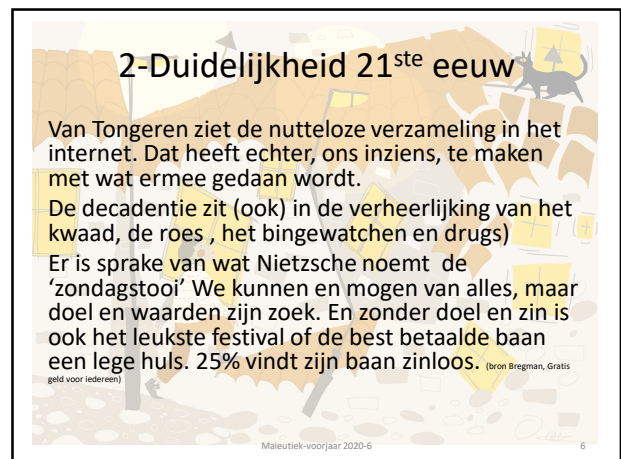 2-Duidelijkheid 21ste eeuw
Van Tongeren ziet de nutteloze verzameling in het
internet. Dat heeft echter, ons inziens, te maken
met wat ermee gedaan wordt.
De decadentie zit (ook) in de verheerlijking van het
kwaad, de roes , het bingewatchen en drugs)
Er is sprake van wat Nietzsche noemt  de
‘zondagstooi’ We kunnen en mogen van alles, maar
doel en waarden zijn zoek. En zonder doel en zin is
ook het leukste festival of de best betaalde baan
een lege huls. 25% vindt zijn baan zinloos. (bron Bregman, Gratis
geld voor iedereen)
Maieutiek-voorjaar 2020-6
6